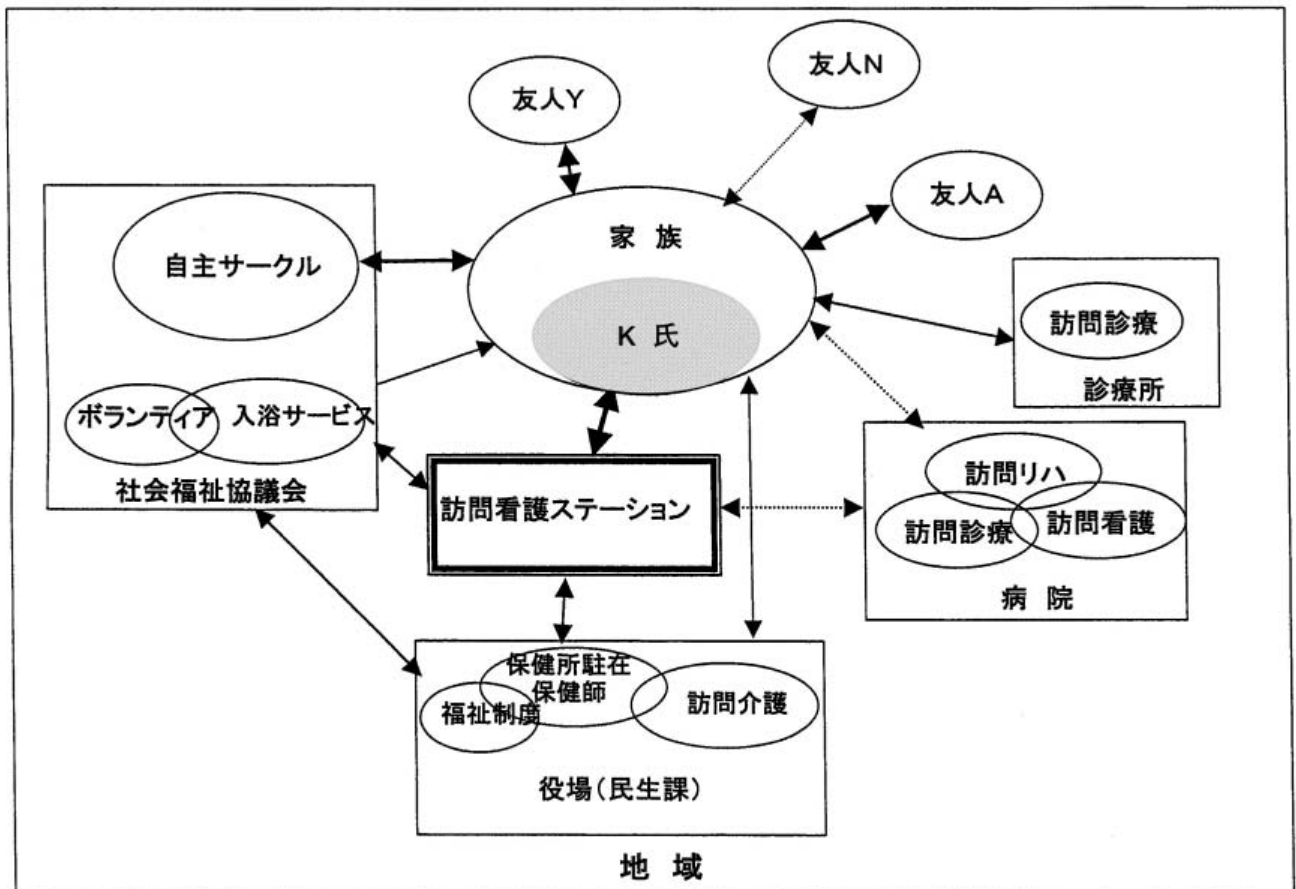 友人N
友人Y
友人A
家 族
自主サークル
K 氏
訪問診療
診療所
ボランティア
入浴サービス
社会福祉協議会
訪問看護ステーション
訪問リハ
訪問診療
訪問看護
病 院
保健所駐在
保健師
福祉制度
訪問介護
役場(民生課)
地 域